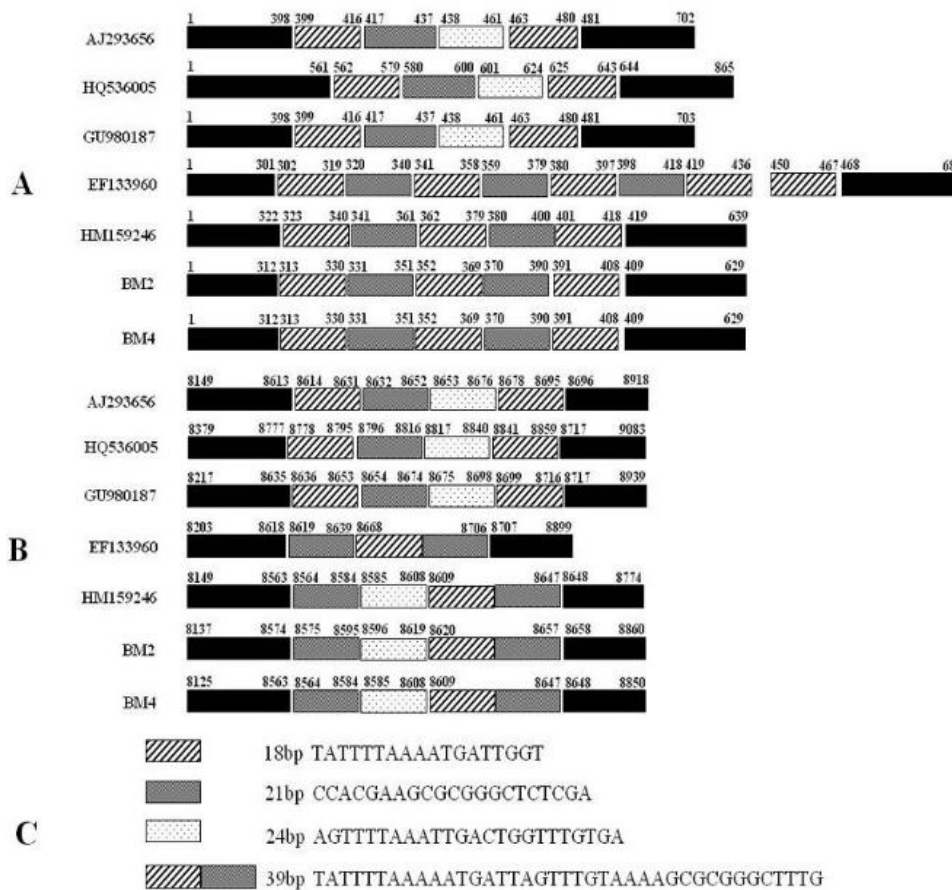 1 398 399 416 417 437 438 461 463 480 481 702
AJ293656
1 561 562 579 580 600 601 624 625 643 644 865
HQ536005
1 398 399 416 417 437 438 461 463 480 481 703
GU980187
A
1 301 302 319 320 340 341 358 359 379 380 397 398 418 419 436 450 467 468
EF133960
1 322 323 340 341 361 362 379 380 400 401 418 419 639
HM159246
1 312 313 330 331 351 352 369 370 390 391 408 409 629
BM2
1 312 313 330 331 351 352 369 370 390 391 408 409 629
BM4
8149 8613 8614 8631 8632 8652 8653 8676 8678 8695 8696 8918
AJ293656
8379 8777 8778 8795 8796 8816 8817 8840 8841 8859 8717 9083
HQ536005
8217 8635 8636 8653 8654 8674 8675 8698 8699 8716 8717 8939
GU980187
8203 8618 8619 8639 8668 8706 8707 8899
B
EF133960
8149 8563 8564 8584 8585 8608 8609 8647 8648 8774
HM159246
8137 8574 8575 8595 8596 8619 8620 8657 8658 8860
BM2
8125 8563 8564 8584 8585 8608 8609 8647 8648 8850
BM4
18bp TATTTTAAAATGATTGGT
21bp CCACGAAGCGCGGGCTCTCGA
C
24bp AGTTTTAAATTGACTGGTTTGTGA
39bp TATTTTAAAAATGATTAGTTTGTAAAAGCGCGGGCTTTG